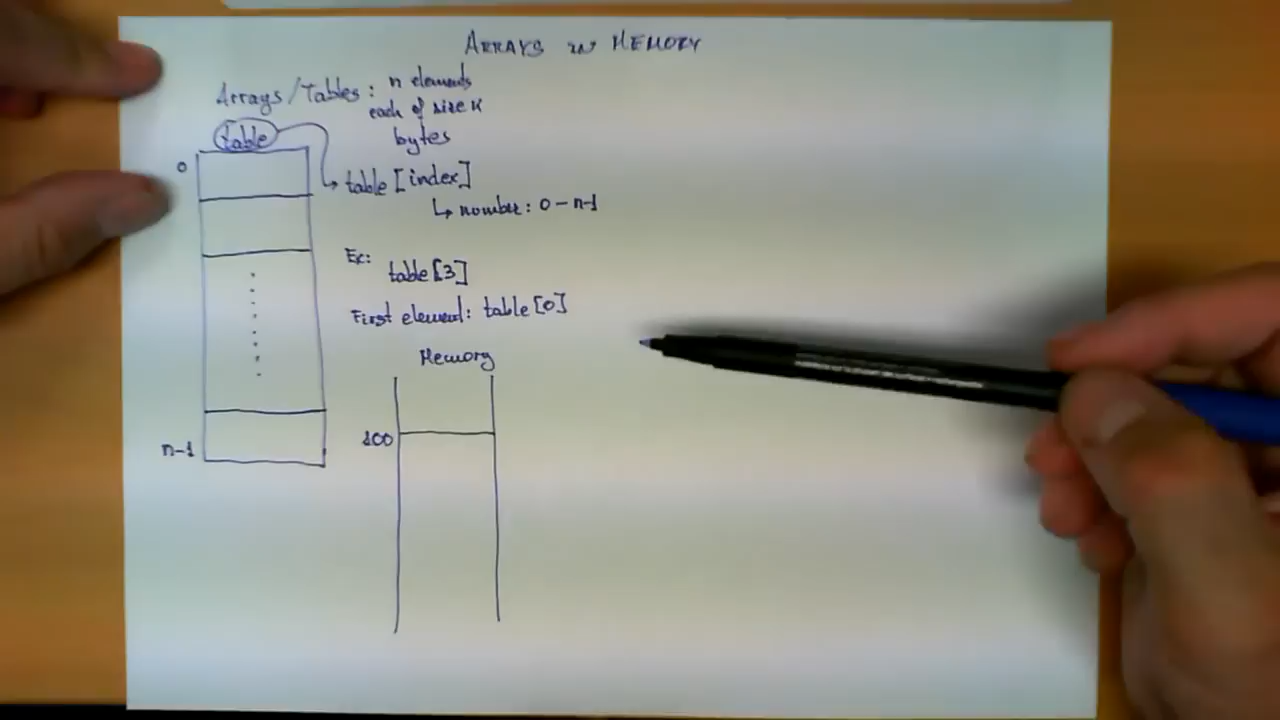 ARRAYS IN MEMORY
Arrays/Tables: n elements
each of size K
bytes
table
0
table [index]
↳ number: 0 - n-1
Ex:
table [3]
First element: table [0]
Memory
100
n-1